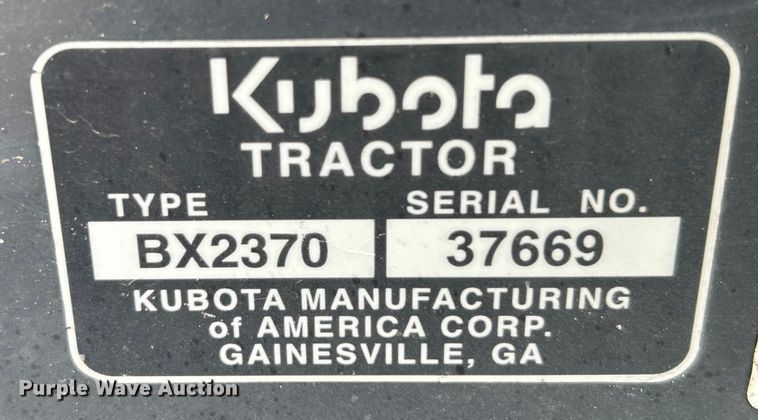 Kubota
TRACTOR
TYPE SERIAL NO.
BX2370 37669
KUBOTA MANUFACTURING
of AMERICA CORP.
GAINESVILLE, GA
Purple Wave Auction